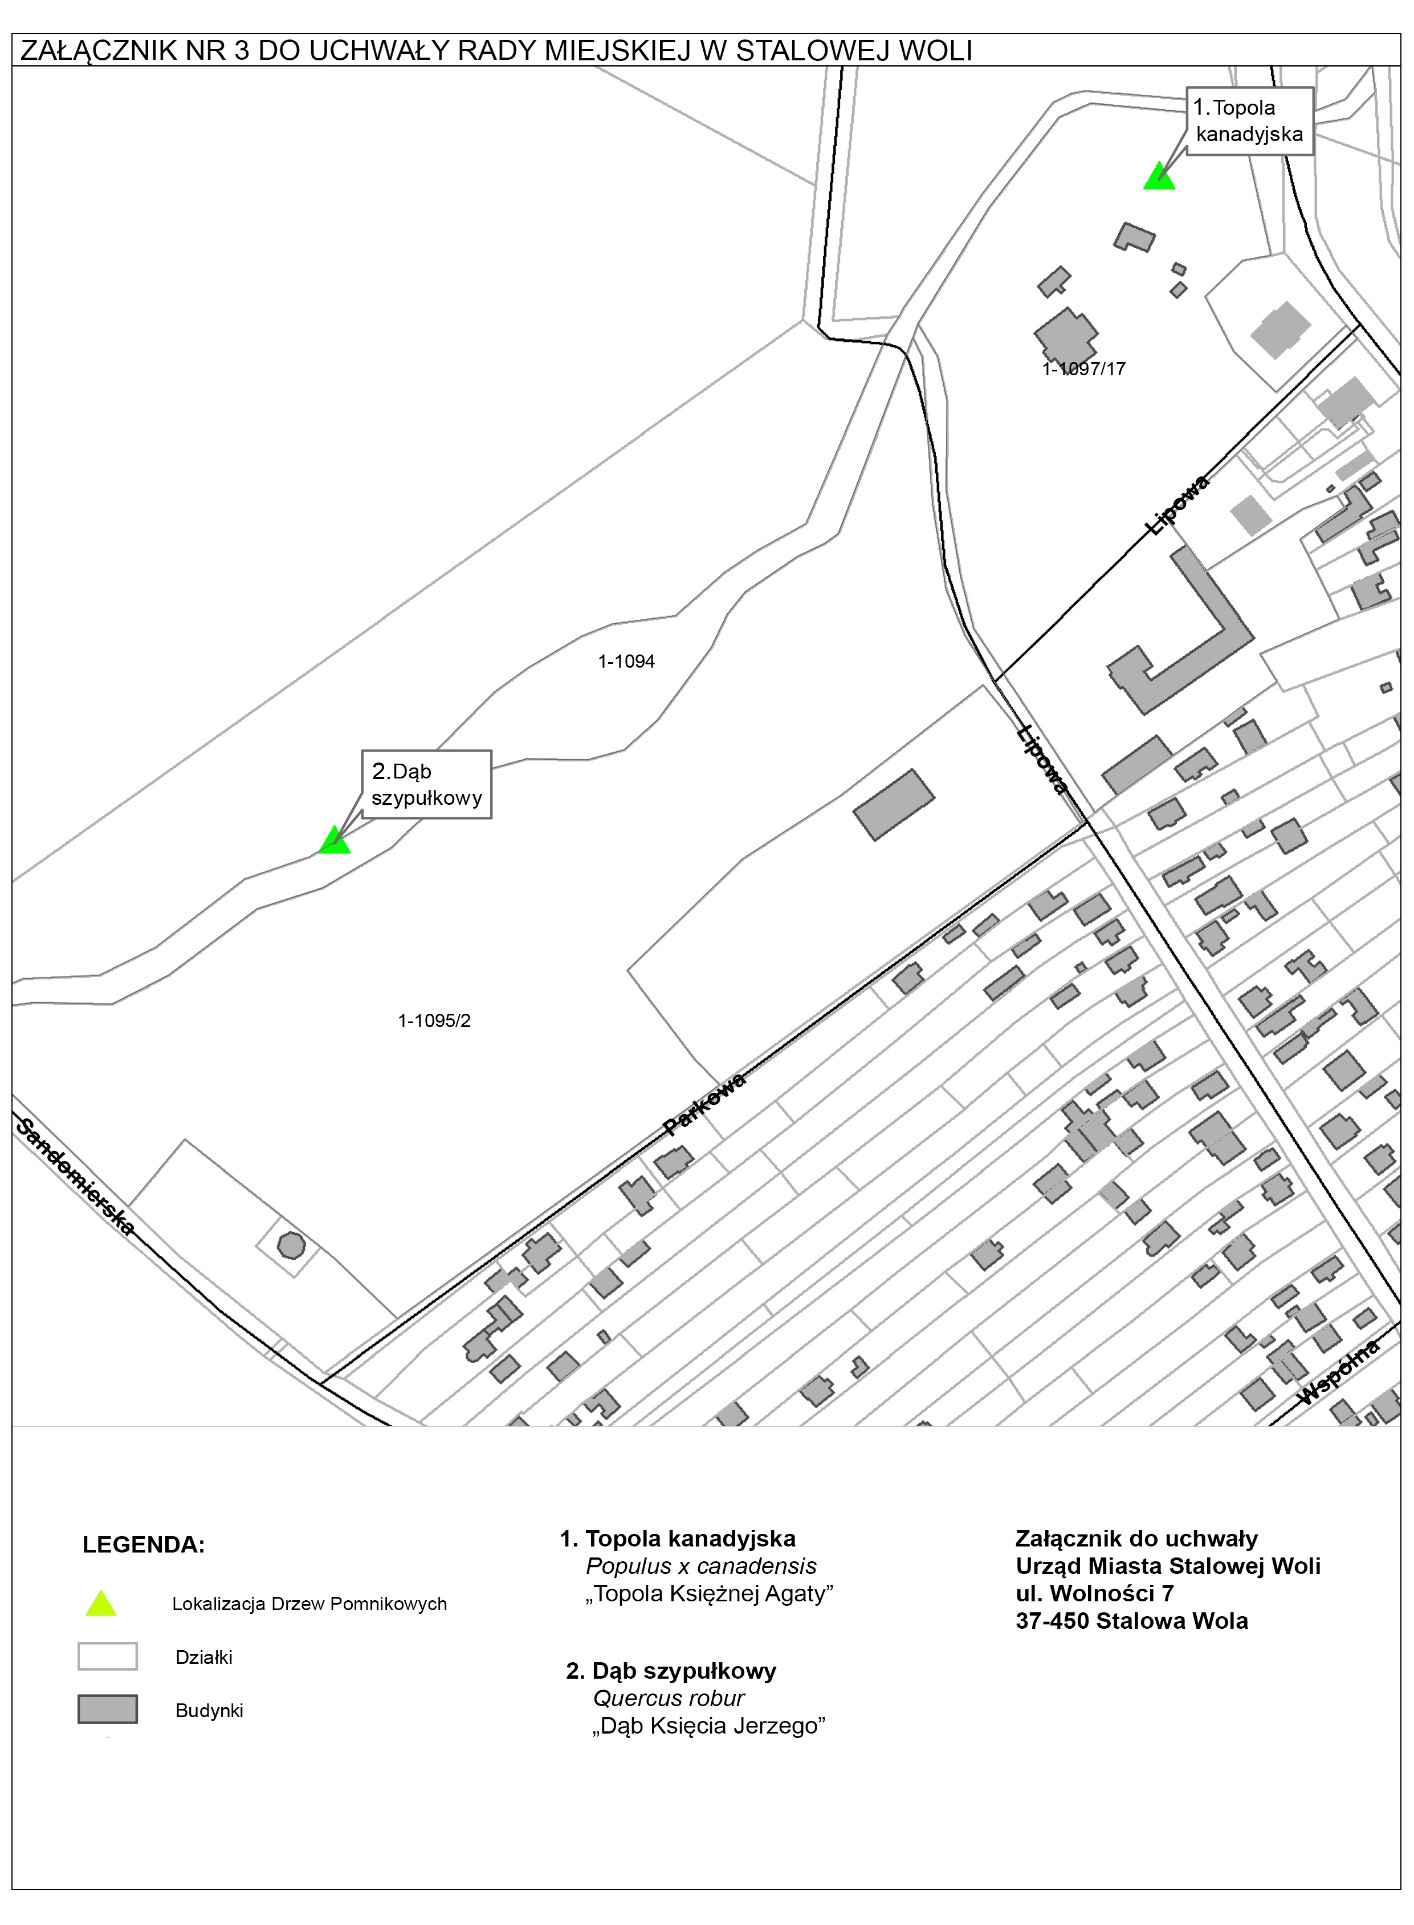 ZAŁĄCZNIK NR 3 DO UCHWAŁY RADY MIEJSKIEJ W STALOWEJ WOLI
1.Topola
kanadyjska
1-1097/17
Lipowa
1-1094
Lipowa
2.Dąb
szypułkowy
1-1095/2
Parkowa
Sandomierska
Wspólna
LEGENDA:
Lokalizacja Drzew Pomnikowych
Działki
Budynki
1. Topola kanadyjska
Populus x canadensis
„Topola Księżnej Agaty”
2. Dąb szypułkowy
Quercus robur
„Dąb Księcia Jerzego”
Załącznik do uchwały
Urząd Miasta Stalowej Woli
ul. Wolności 7
37-450 Stalowa Wola